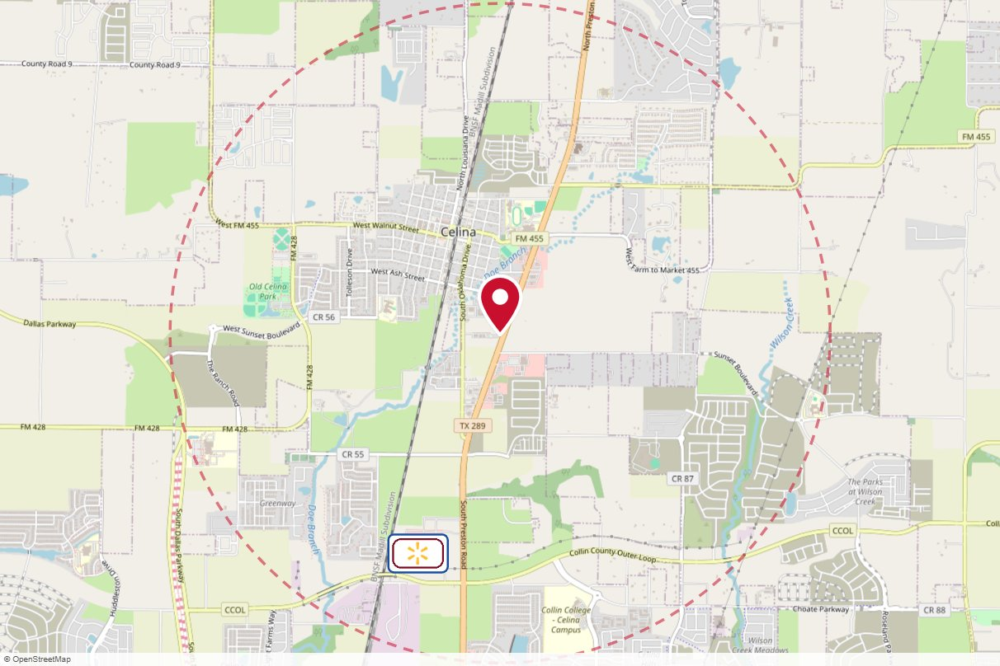 North Preston
County Road 9
County Road 9
BNSF Madill Subdivision
North Louisiana Drive
FM 455
West FM 455
West Walnut Street
Celina
FM 455
FM 428
Tolleson Drive
West Ash Street
South Oklahoma Drive
Doe Branch
West Farm to Market 455
Old Celina
Park
CR 56
Dallas Parkway
West Sunset Boulevard
Wilson Creek
The Ranch Road
FM 428
Sunset Boulevard
FM 428
FM 428
FM 428
TX 289
CR 55
CR 87
Greenway
The Parks
at Wilson
Creek
Doe Branch
BNSF Madill Subdivision
South Preston Road
South Dallas Parkway
CCOL
Coll
Collin County Outer Loop
Huddleston Drive
CCOL
Collin College
- Celina
Campus
Choate Parkway
CR 88
Roseland
Wilson
Creek Meadows
© OpenStreetMap